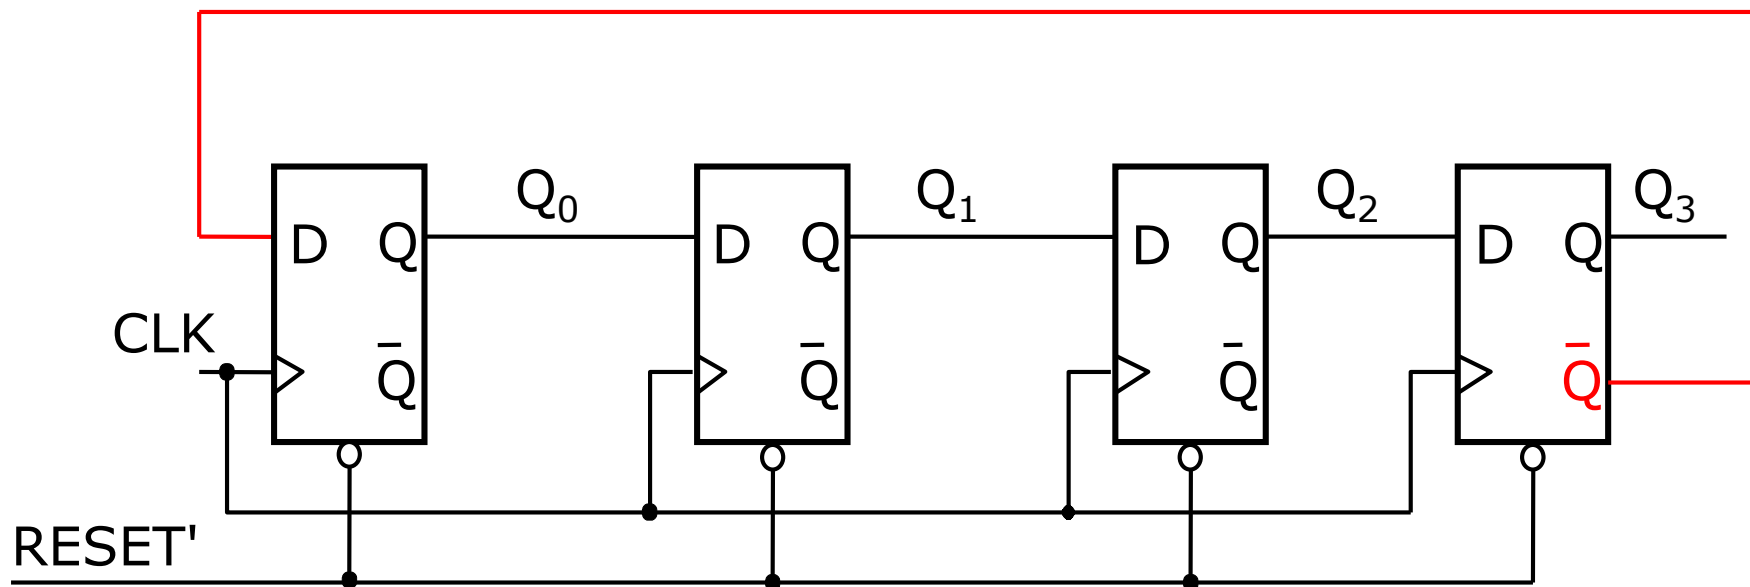 Q₀ Q₁ Q₂ Q₃
D Q D Q D Q D Q
CLK
Q̅ Q̅ Q̅ Q̅
RESET'